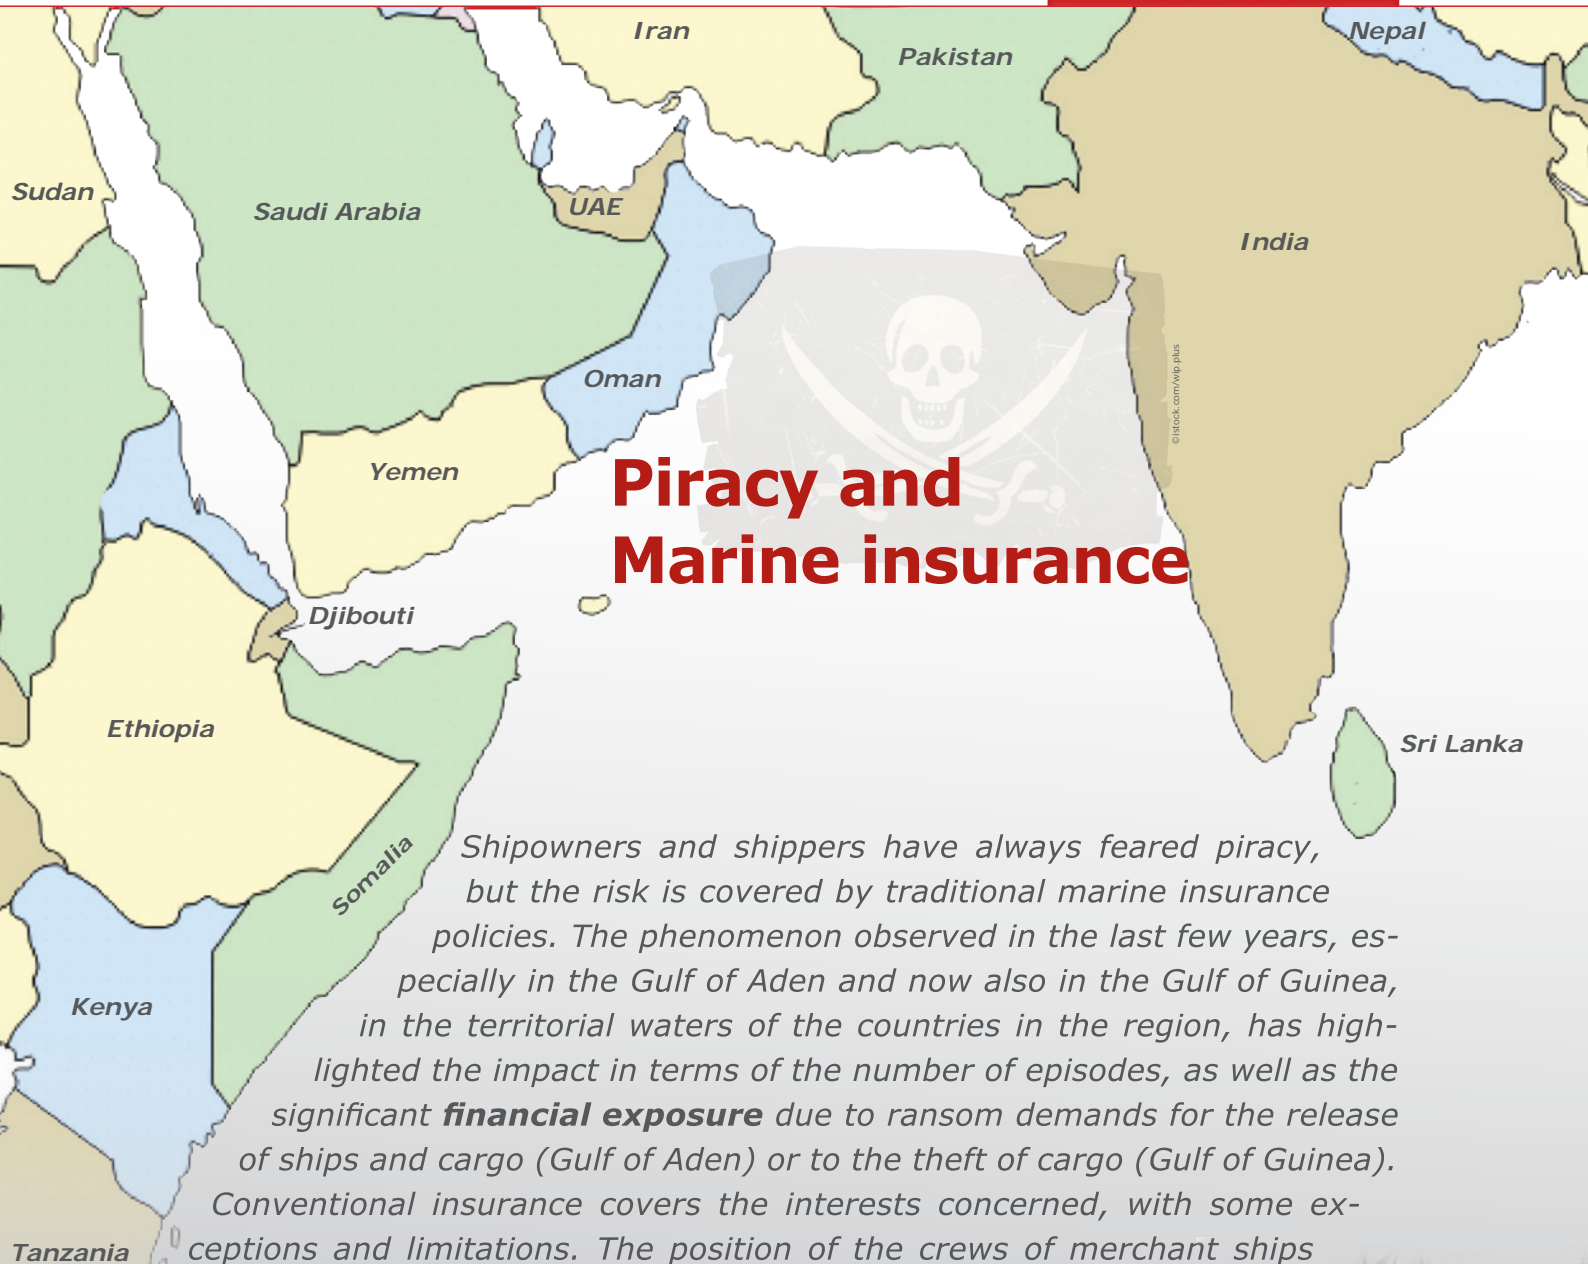 Iran
Nepal
Pakistan
Sudan
Saudi Arabia
UAE
India
©istock.com/wip.plus
Oman
Yemen
Piracy and
Marine insurance
Djibouti
Ethiopia
Sri Lanka
Somalia
Kenya
Tanzania
Shipowners and shippers have always feared piracy,
but the risk is covered by traditional marine insurance
policies. The phenomenon observed in the last few years, es-
pecially in the Gulf of Aden and now also in the Gulf of Guinea,
in the territorial waters of the countries in the region, has high-
lighted the impact in terms of the number of episodes, as well as the
significant financial exposure due to ransom demands for the release
of ships and cargo (Gulf of Aden) or to the theft of cargo (Gulf of Guinea).
Conventional insurance covers the interests concerned, with some ex-
ceptions and limitations. The position of the crews of merchant ships